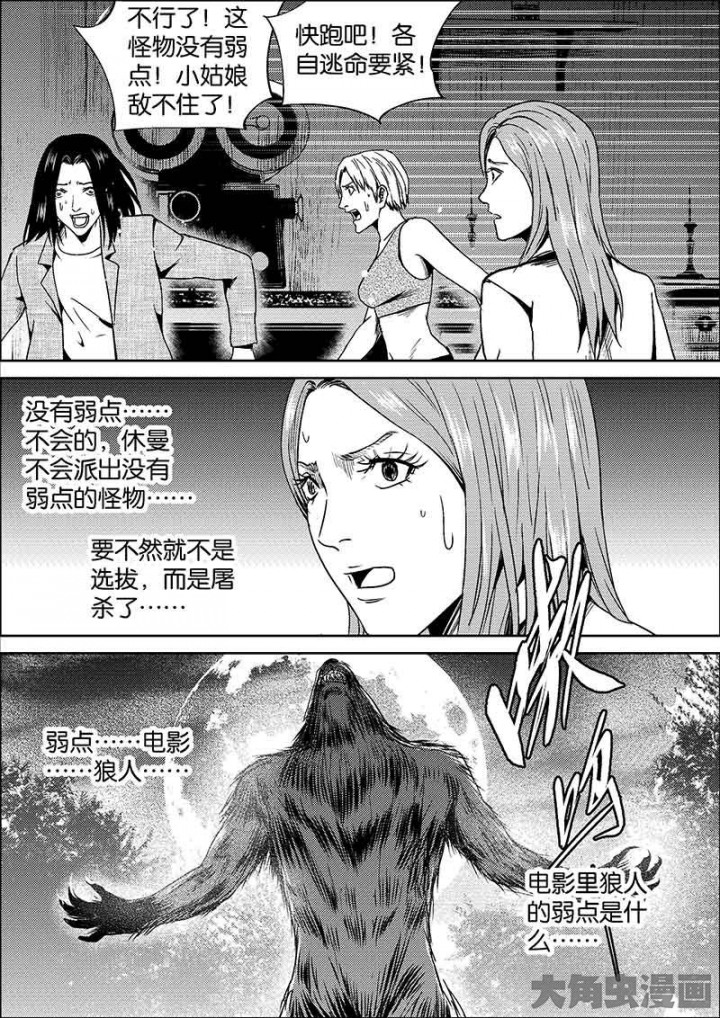 不行了！这
怪物没有弱
点！小姑娘
敌不住了！
快跑吧！各
自逃命要紧！
没有弱点……
不会的，休曼
不会派出没有
弱点的怪物……
要不然就不是
选拔，而是屠
杀了……
弱点……电影
……狼人……
电影里狼人
的弱点是什
么……
大角虫漫画